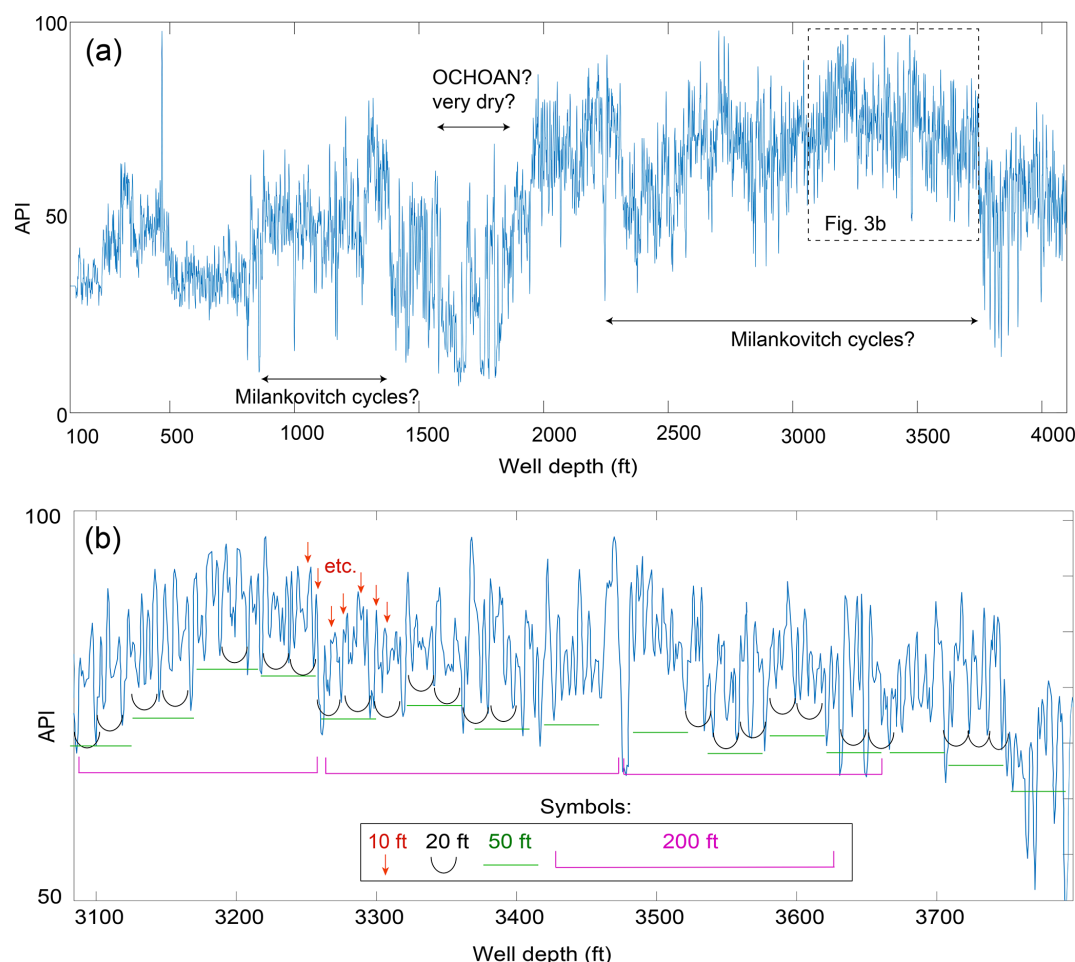 100
(a)
OCHOAN?
very dry?
API
50
Fig. 3b
Milankovitch cycles?
Milankovitch cycles?
0
100 500 1000 1500 2000 2500 3000 3500 4000
Well depth (ft)
100
(b)
etc.
API
Symbols:
10 ft 20 ft 50 ft 200 ft
50
3100 3200 3300 3400 3500 3600 3700
Well depth (ft)